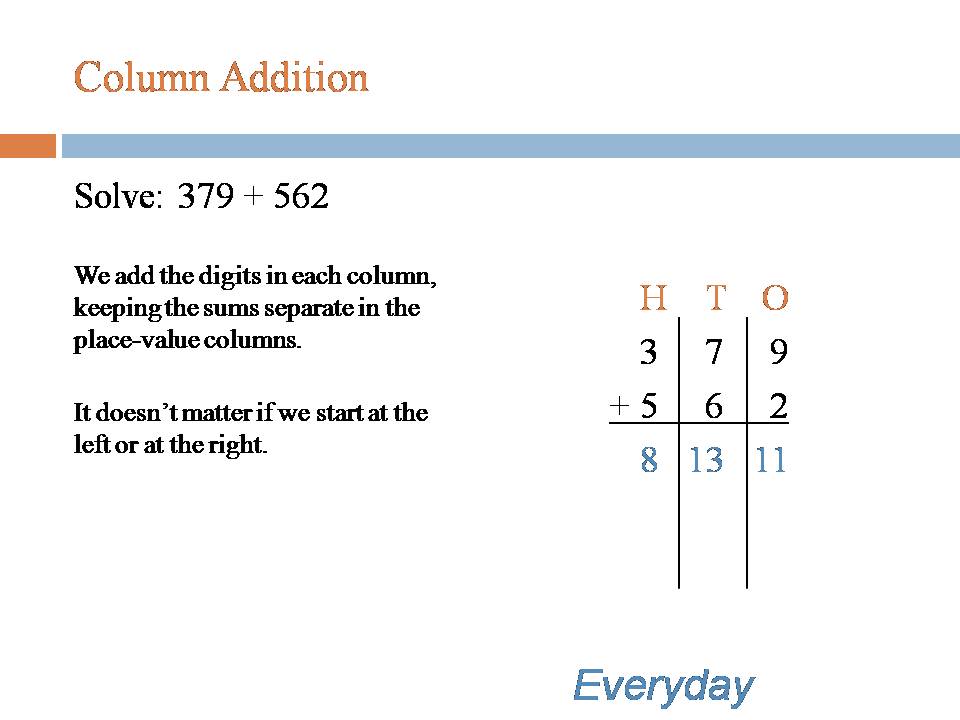 Column Addition
Solve: 379 + 562
We add the digits in each column,
keeping the sums separate in the
place-value columns.
It doesn’t matter if we start at the
left or at the right.
H T O
3 7 9
+ 5 6 2
8 13 11
Everyday